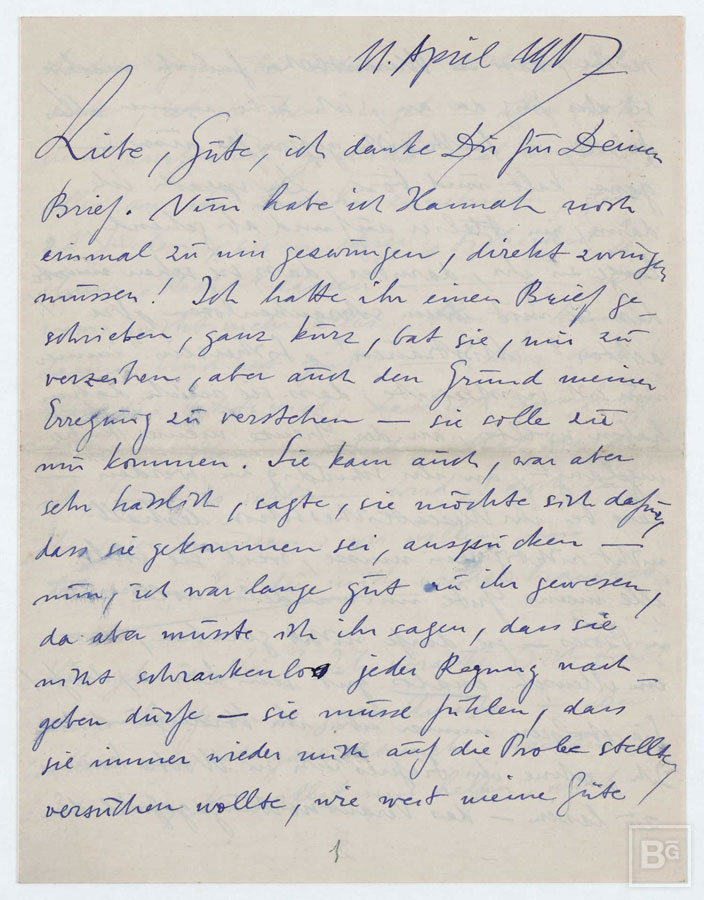 11. April 1917
Liebe, Gute, ich danke Dir für Deinen
Brief. Nun habe ich Hannah noch
einmal zu mir gezwungen, direkt zwingen
müssen! Ich hatte ihr einen Brief ge-
schrieben, ganz kurz, bat sie, mir zu
verzeihen, aber auch den Grund meiner
Erregung zu verstehen — sie solle zu
mir kommen. Sie kam auch, war aber
sehr hässlich, sagte, sie möchte sich dafür,
dass sie gekommen sei, anspucken —
nun, ich war lange gut zu ihr gewesen,
da aber musste ich ihr sagen, dass sie
nicht schrankenlos jeder Regung nach-
geben dürfe — sie müsse fühlen, dass
sie immer wieder mich auf die Probe stellte,
versuchen wollte, wie weit meine Güte
1
BG